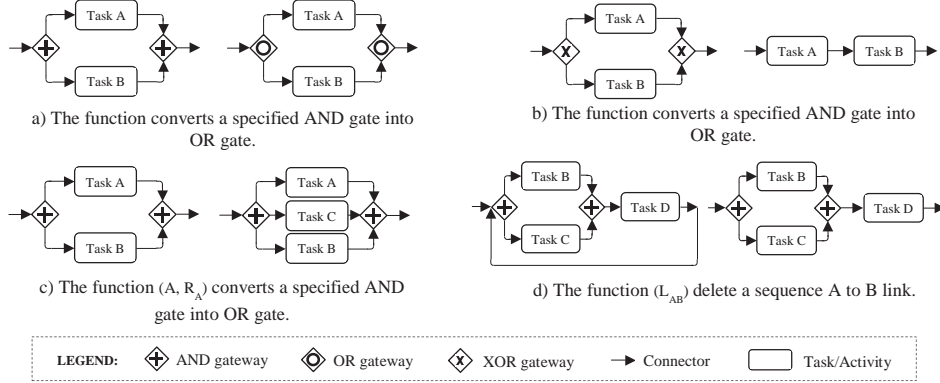 Task A
Task B
Task A
Task B
a) The function converts a specified AND gate into
OR gate.
X
X
Task A
Task B
Task A
Task B
b) The function converts a specified AND gate into
OR gate.
Task A
Task B
Task A
Task C
Task B
c) The function (A, R_A) converts a specified AND
gate into OR gate.
Task B
Task C
Task D
Task B
Task C
Task D
d) The function (L_AB) delete a sequence A to B link.
LEGEND: AND gateway OR gateway X XOR gateway Connector Task/Activity